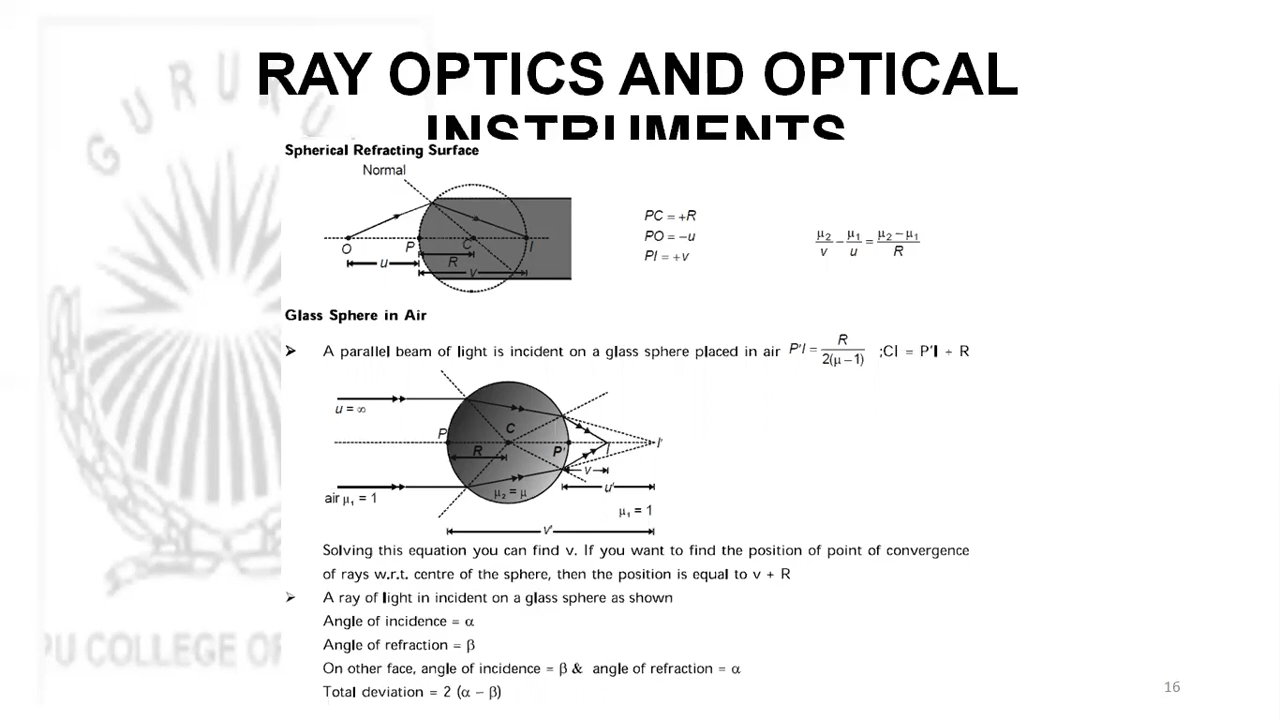 RAY OPTICS AND OPTICAL
INSTRUMENTS
Spherical Refracting Surface
Normal
O P C I
u R v
PC = +R
PO = −u
PI = +v
μ₂/v − μ₁/u = (μ₂ − μ₁)/R
Glass Sphere in Air
➢ A parallel beam of light is incident on a glass sphere placed in air P'I = R/2(μ − 1) ;CI = P'I + R
u = ∞
P C I I'
R P'
v
u'
air μ₁ = 1 μ₂ = μ
μ₁ = 1
v'
Solving this equation you can find v. If you want to find the position of point of convergence
of rays w.r.t. centre of the sphere, then the position is equal to v + R
➢ A ray of light in incident on a glass sphere as shown
Angle of incidence = α
Angle of refraction = β
On other face, angle of incidence = β & angle of refraction = α
Total deviation = 2 (α − β)
16
GURURU
PU COLLEGE OF